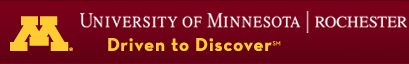 M
UNIVERSITY OF MINNESOTA | ROCHESTER
Driven to Discover℠